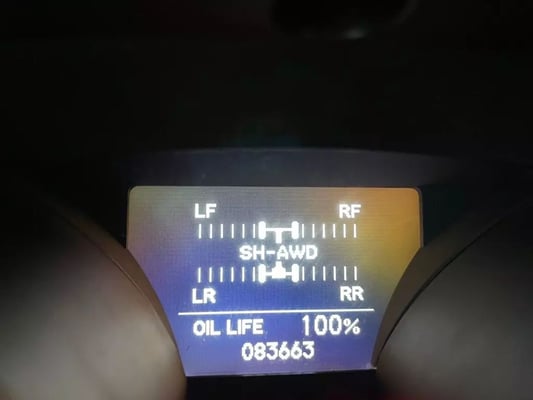 LF RF
SH-AWD
LR RR
OIL LIFE 100%
083663